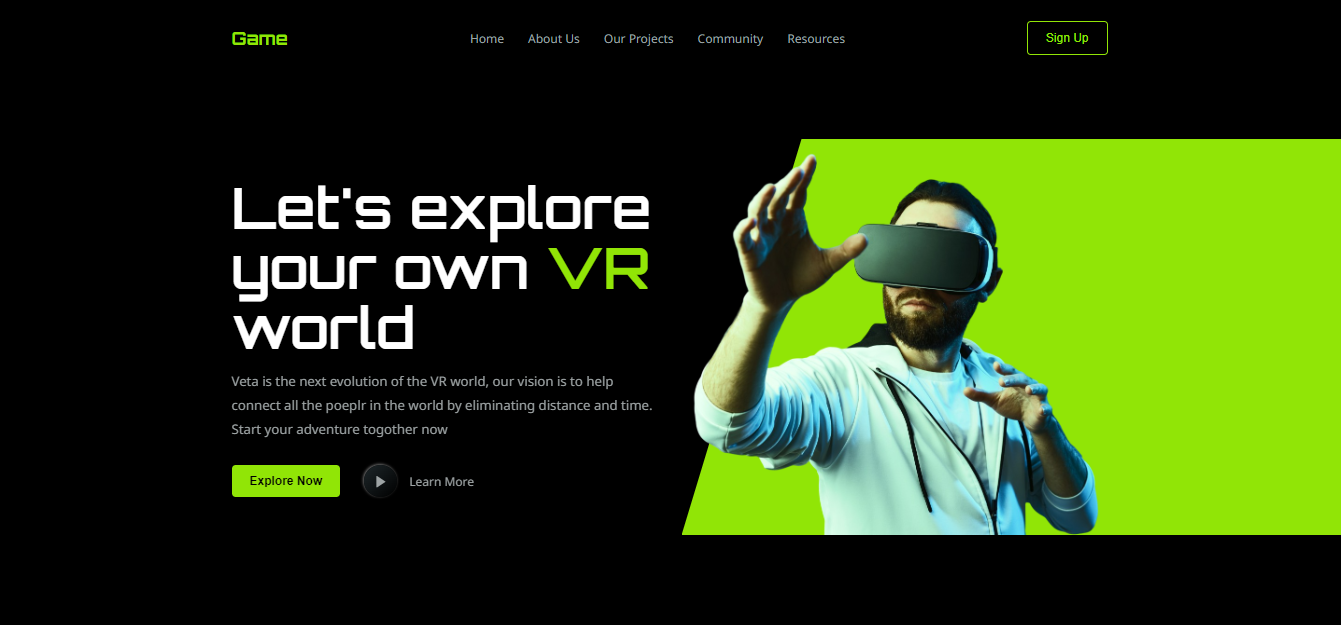 Game
Home About Us Our Projects Community Resources
Sign Up
Let's explore
your own VR
world
Veta is the next evolution of the VR world, our vision is to help
connect all the poeplr in the world by eliminating distance and time.
Start your adventure togother now
Explore Now
Learn More